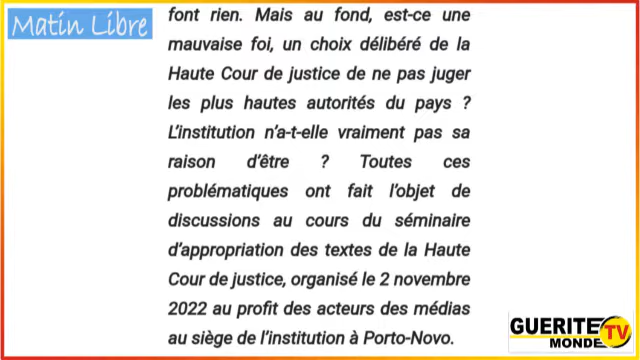 Matin Libre
font rien. Mais au fond, est-ce une
mauvaise foi, un choix délibéré de la
Haute Cour de justice de ne pas juger
les plus hautes autorités du pays ?
L’institution n’a-t-elle vraiment pas sa
raison d’être ? Toutes ces
problématiques ont fait l’objet de
discussions au cours du séminaire
d’appropriation des textes de la Haute
Cour de justice, organisé le 2 novembre
2022 au profit des acteurs des médias
au siège de l’institution à Porto-Novo.
GUERITE TV
MONDE